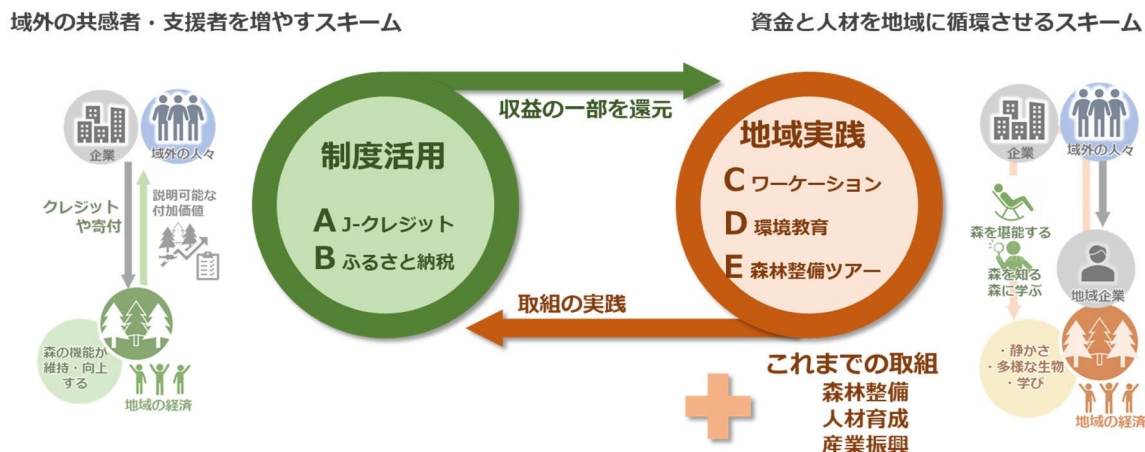 域外の共感者・支援者を増やすスキーム
資金と人材を地域に循環させるスキーム
企業
域外の人々
クレジット
や寄付
説明可能な
付加価値
森の機能が
維持・向上
する
地域の経済
制度活用
A J-クレジット
B ふるさと納税
収益の一部を還元
取組の実践
地域実践
C ワーケーション
D 環境教育
E 森林整備ツアー
これまでの取組
森林整備
人材育成
産業振興
企業
域外の人々
森を堪能する
森を知る
森に学ぶ
地域企業
・静かさ
・多様な生物
・学び
地域の経済